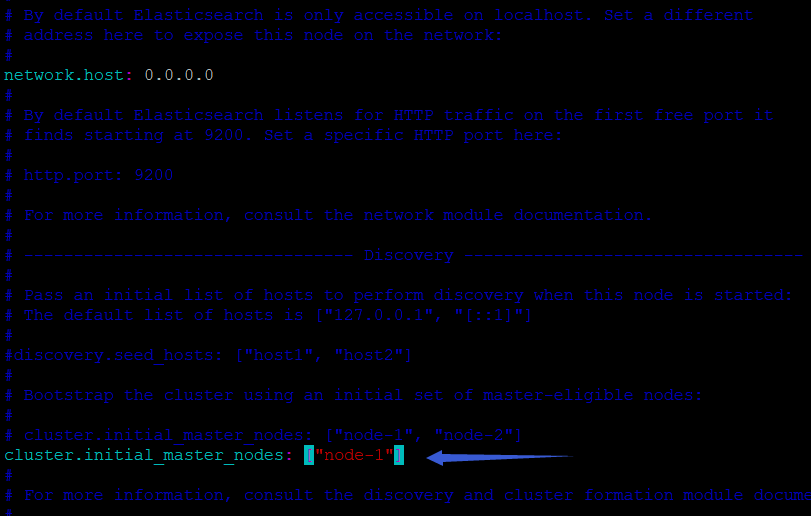 # By default Elasticsearch is only accessible on localhost. Set a different
# address here to expose this node on the network:
#
network.host: 0.0.0.0
#
# By default Elasticsearch listens for HTTP traffic on the first free port it
# finds starting at 9200. Set a specific HTTP port here:
#
# http.port: 9200
#
# For more information, consult the network module documentation.
#
# --------------------------------- Discovery ----------------------------------
#
# Pass an initial list of hosts to perform discovery when this node is started:
# The default list of hosts is ["127.0.0.1", "[::1]"]
#
#discovery.seed_hosts: ["host1", "host2"]
#
# Bootstrap the cluster using an initial set of master-eligible nodes:
#
# cluster.initial_master_nodes: ["node-1", "node-2"]
cluster.initial_master_nodes: ["node-1"]
#
# For more information, consult the discovery and cluster formation module docume
#